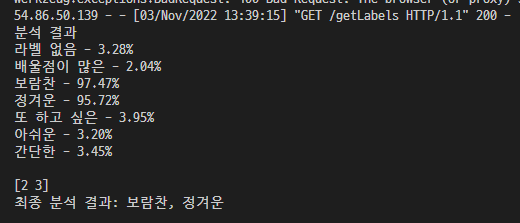 werkzeug.exceptions.BadRequest: 400 Bad Request: The browser (or proxy)
54.86.50.139 - - [03/Nov/2022 13:39:15] "GET /getLabels HTTP/1.1" 200 -
분석 결과
라벨 없음 - 3.28%
배울점이 많은 - 2.04%
보람찬 - 97.47%
정겨운 - 95.72%
또 하고 싶은 - 3.95%
아쉬운 - 3.20%
간단한 - 3.45%
[2 3]
최종 분석 결과: 보람찬, 정겨운